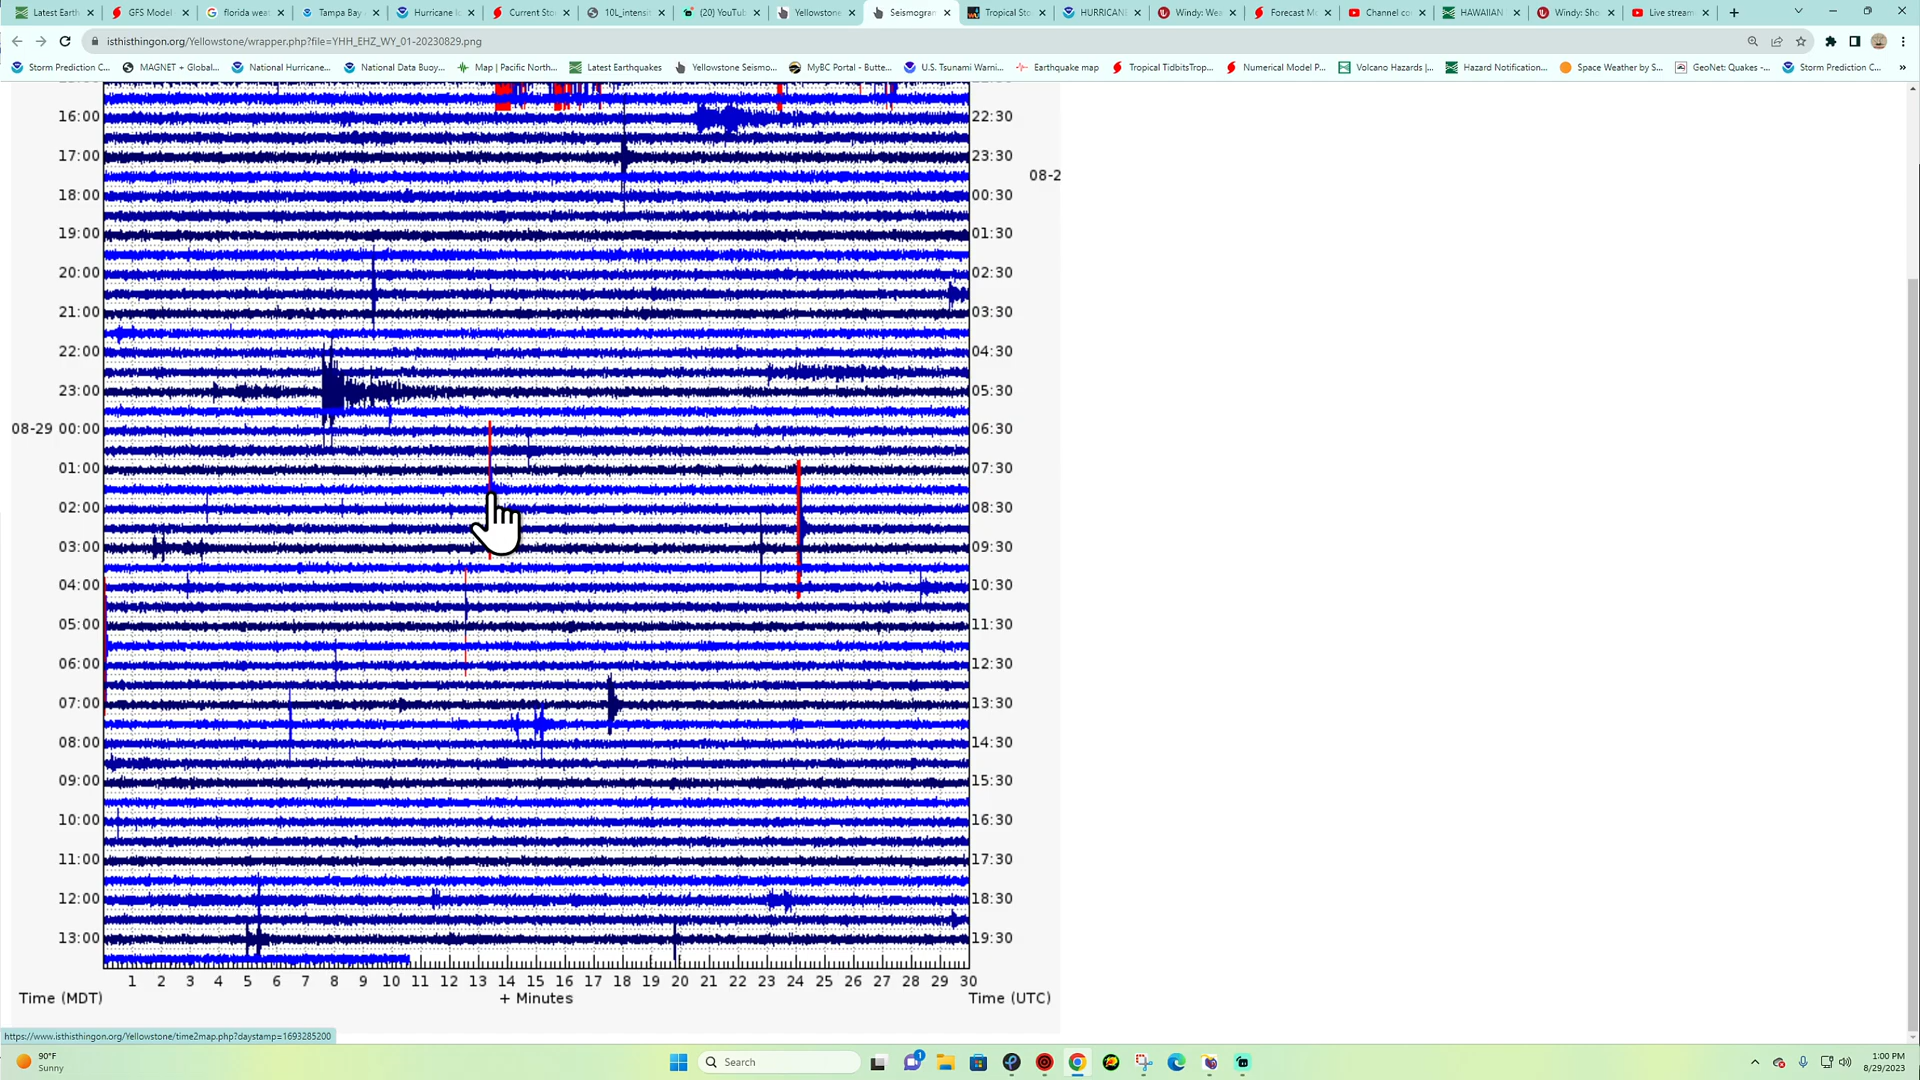 Latest Earth
GFS Model
florida weat
Tampa Bay
Hurricane
Current Sto
10L_intensit
(20) YouTub
Yellowstone
Seismogram
Tropical Sto
HURRICANE
Windy: Wea
Forecast M
Channel co
HAWAIIAN
Windy: Sho
Live stream
isthisthingon.org/Yellowstone/wrapper.php?file=YHH_EHZ_WY_01-20230829.png
Storm Prediction C...
MAGNET + Global...
National Hurricane...
National Data Buoy...
Map | Pacific North...
Latest Earthquakes
Yellowstone Seismo...
MyBC Portal - Butte...
U.S. Tsunami Warni...
Earthquake map
Tropical TidbitsTrop...
Numerical Model P...
Volcano Hazards |...
Hazard Notification...
Space Weather by S...
GeoNet: Quakes -...
Storm Prediction C...
»
16:00 22:30
17:00 23:30
08-2
18:00 00:30
19:00 01:30
20:00 02:30
21:00 03:30
22:00 04:30
23:00 05:30
08-29 00:00 06:30
01:00 07:30
02:00 08:30
03:00 09:30
04:00 10:30
05:00 11:30
06:00 12:30
07:00 13:30
08:00 14:30
09:00 15:30
10:00 16:30
11:00 17:30
12:00 18:30
13:00 19:30
1 2 3 4 5 6 7 8 9 10 11 12 13 14 15 16 17 18 19 20 21 22 23 24 25 26 27 28 29 30
Time (MDT) + Minutes Time (UTC)
https://www.isthisthingon.org/Yellowstone/time2map.php?daystamp=1693285200
90°F
Sunny
Search
1
1:00 PM
8/29/2023